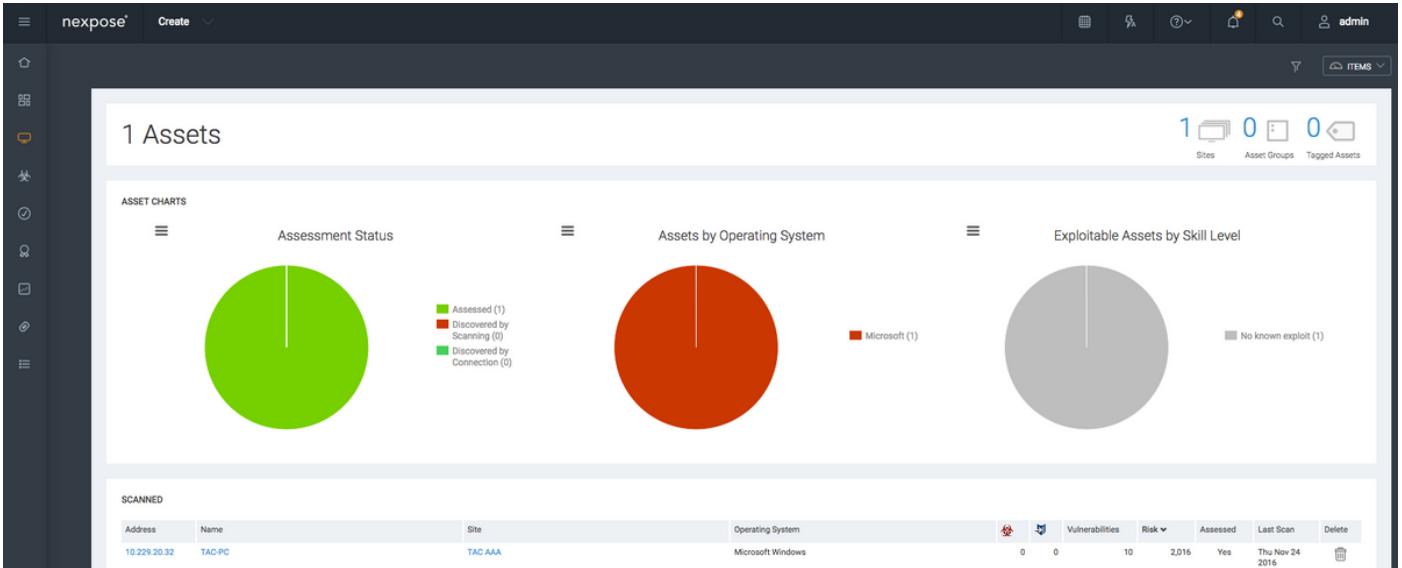 nexpose®
Create
4
admin
ITEMS
1 Assets
1
0
0
Sites
Asset Groups
Tagged Assets
ASSET CHARTS
Assessment Status
Assessed (1)
Discovered by
Scanning (0)
Discovered by
Connection (0)
Assets by Operating System
Microsoft (1)
Exploitable Assets by Skill Level
No known exploit (1)
SCANNED
Address Name Site Operating System Vulnerabilities Risk Assessed Last Scan Delete
10.229.20.32 TAC-PC TAC AAA Microsoft Windows 0 0 10 2,016 Yes Thu Nov 24
2016